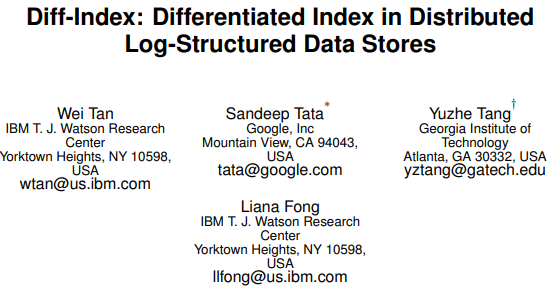 Diff-Index: Differentiated Index in Distributed
Log-Structured Data Stores
Wei Tan
IBM T. J. Watson Research
Center
Yorktown Heights, NY 10598,
USA
wtan@us.ibm.com
Sandeep Tata*
Google, Inc
Mountain View, CA 94043,
USA
tata@google.com
Yuzhe Tang†
Georgia Institute of
Technology
Atlanta, GA 30332, USA
yztang@gatech.edu
Liana Fong
IBM T. J. Watson Research
Center
Yorktown Heights, NY 10598,
USA
llfong@us.ibm.com